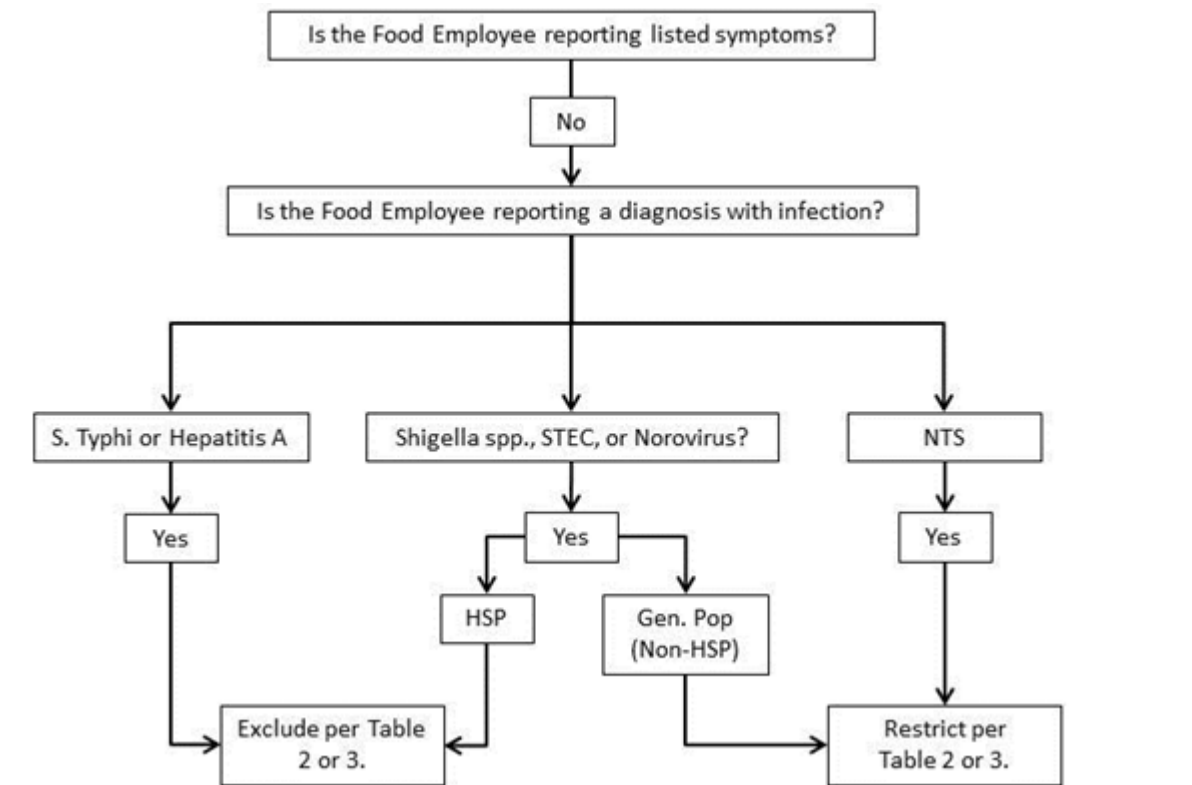 Is the Food Employee reporting listed symptoms?
No
Is the Food Employee reporting a diagnosis with infection?
S. Typhi or Hepatitis A
Shigella spp., STEC, or Norovirus?
NTS
Yes
Yes
Yes
HSP
Gen. Pop
(Non-HSP)
Exclude per Table
2 or 3.
Restrict per
Table 2 or 3.